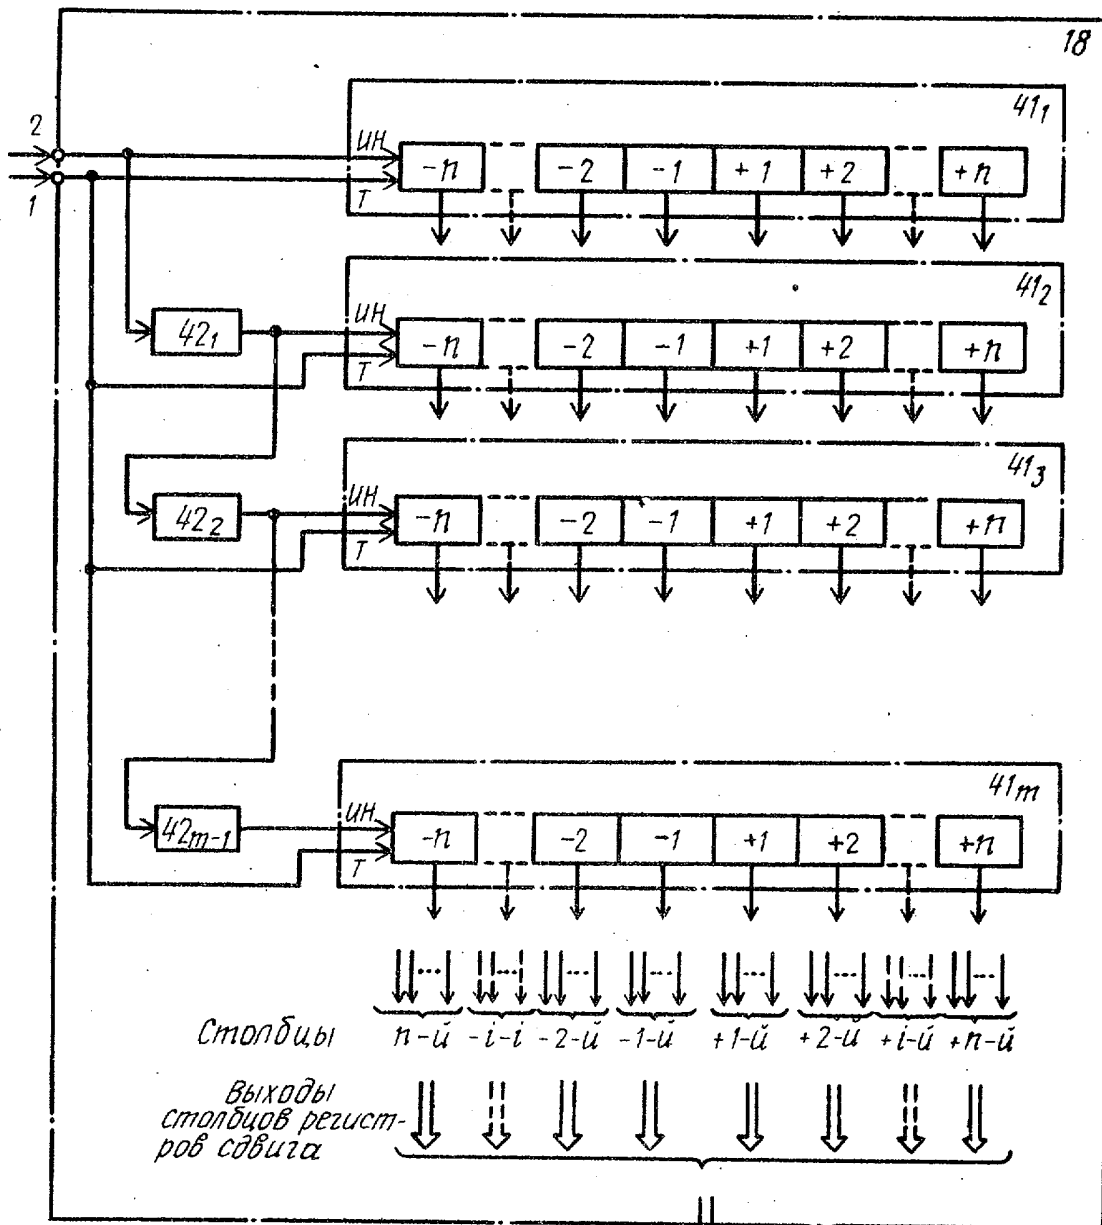 18
41₁
2
ИН
-n -2 -1 +1 +2 +n
T
1
41₂
ИН
42₁
-n -2 -1 +1 +2 +n
T
41₃
ИН
42₂
-n -2 -1 +1 +2 +n
T
41m
ИН
42m-1
-n -2 -1 +1 +2 +n
T
Столбцы n-й -i-i -2-й -1-й +1-й +2-й +i-й +n-й
Выходы
столбцов регист-
ров сдвига